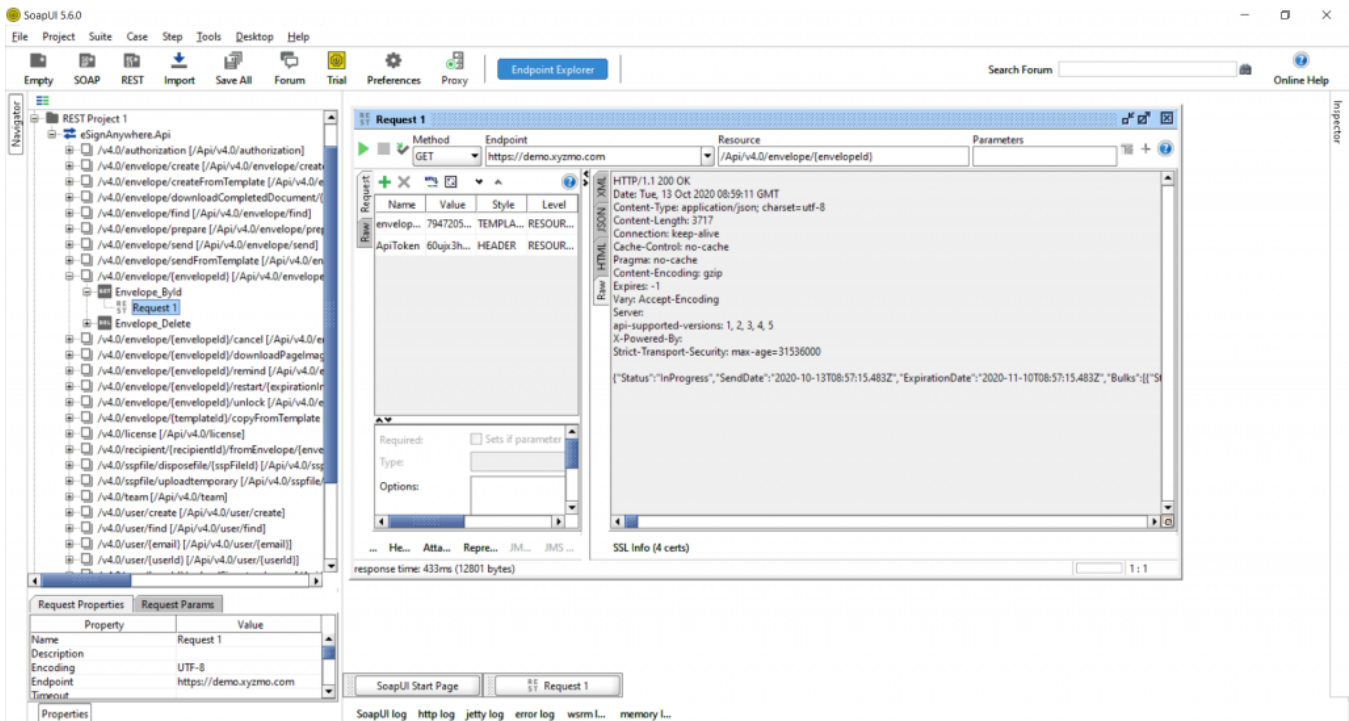 SoapUI 5.6.0
File Project Suite Case Step Tools Desktop Help
Empty SOAP REST Import Save All Forum Trial Preferences Proxy
Endpoint Explorer
Search Forum
Online Help
Navigator
Inspector
REST Project 1
eSignAnywhere.Api
/v4.0/authorization [/Api/v4.0/authorization]
/v4.0/envelope/create [/Api/v4.0/envelope/create
/v4.0/envelope/createFromTemplate [/Api/v4.0/e
/v4.0/envelope/downloadCompletedDocument/{
/v4.0/envelope/find [/Api/v4.0/envelope/find]
/v4.0/envelope/prepare [/Api/v4.0/envelope/prep
/v4.0/envelope/send [/Api/v4.0/envelope/send]
/v4.0/envelope/sendFromTemplate [/Api/v4.0/en
/v4.0/envelope/{envelopeId} [/Api/v4.0/envelope
Envelope_ById
Request 1
Envelope_Delete
/v4.0/envelope/{envelopeId}/cancel [/Api/v4.0/en
/v4.0/envelope/{envelopeId}/downloadPageImag
/v4.0/envelope/{envelopeId}/remind [/Api/v4.0/en
/v4.0/envelope/{envelopeId}/restart/{expirationIn
/v4.0/envelope/{envelopeId}/unlock [/Api/v4.0/e
/v4.0/envelope/{templateId}/copyFromTemplate
/v4.0/license [/Api/v4.0/license]
/v4.0/recipient/{recipientId}/fromEnvelope/{enve
/v4.0/sspfile/disposefile/{sspFileId} [/Api/v4.0/ssp
/v4.0/sspfile/uploadtemporary [/Api/v4.0/sspfile/
/v4.0/team [/Api/v4.0/team]
/v4.0/user/create [/Api/v4.0/user/create]
/v4.0/user/find [/Api/v4.0/user/find]
/v4.0/user/{email} [/Api/v4.0/user/{email}]
/v4.0/user/{userId} [/Api/v4.0/user/{userId}]
Request Properties Request Params
Property Value
Name Request 1
Description
Encoding UTF-8
Endpoint https://demo.xyzmo.com
Timeout
Properties
Request 1
Method Endpoint Resource Parameters
GET https://demo.xyzmo.com /Api/v4.0/envelope/{envelopeId}
Request
Raw
Name Value Style Level
envelop... 7947205... TEMPLA... RESOUR...
ApiToken 60ujx3h... HEADER RESOUR...
Required: Sets if parameter
Type:
Options:
... He... Atta... Repre... JM... JMS ...
XML
JSON
HTML
Raw
HTTP/1.1 200 OK
Date: Tue, 13 Oct 2020 08:59:11 GMT
Content-Type: application/json; charset=utf-8
Content-Length: 3717
Connection: keep-alive
Cache-Control: no-cache
Pragma: no-cache
Content-Encoding: gzip
Expires: -1
Vary: Accept-Encoding
Server:
api-supported-versions: 1, 2, 3, 4, 5
X-Powered-By:
Strict-Transport-Security: max-age=31536000
{"Status":"InProgress","SendDate":"2020-10-13T08:57:15.483Z","ExpirationDate":"2020-11-10T08:57:15.483Z","Bulks":[{"St
SSL Info (4 certs)
response time: 433ms (12801 bytes)
1 : 1
SoapUI Start Page
Request 1
SoapUI log http log jetty log error log wsrm l... memory l...